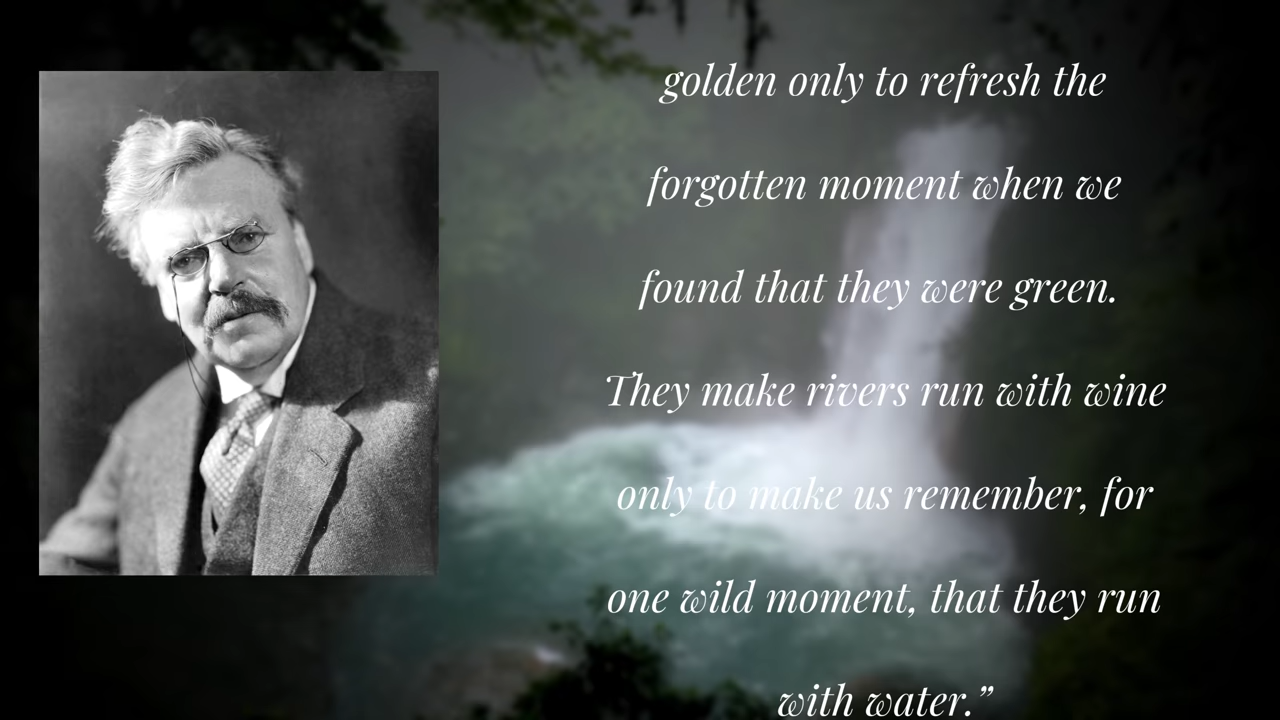 golden only to refresh the
forgotten moment when we
found that they were green.
They make rivers run with wine
only to make us remember, for
one wild moment, that they run
with water.”